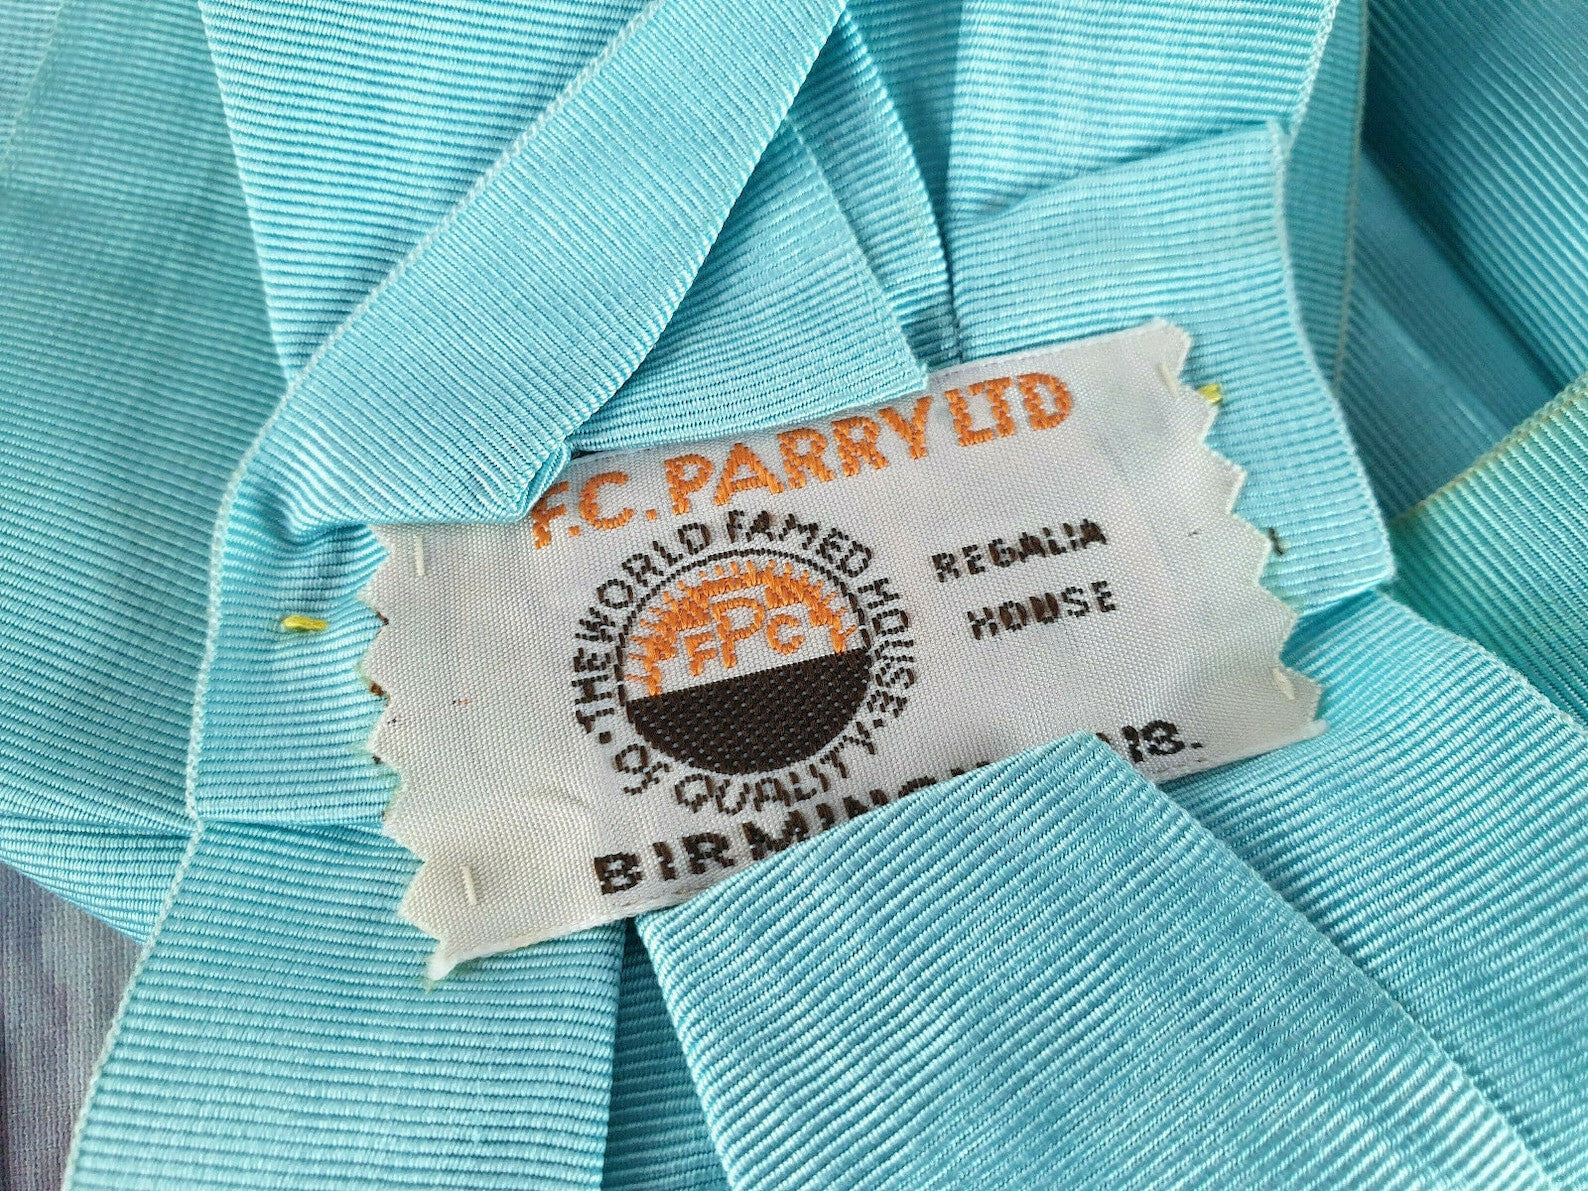 F.C. PARRY LTD
· THE WORLD FAMED HOUSE · OF QUALITY
FPC
REGALIA
HOUSE